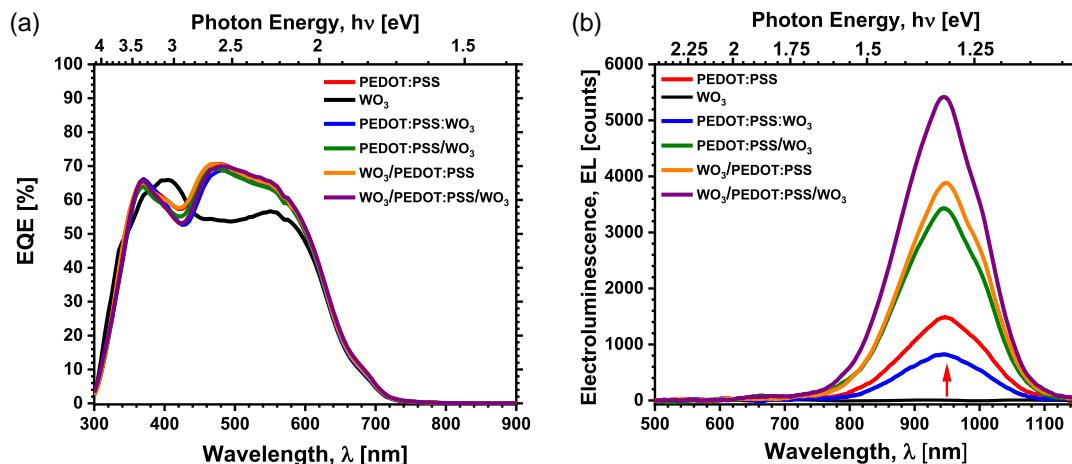 (a)
Photon Energy, hν [eV]
4 3.5 3 2.5 2 1.5
100
90
80
70
60
50
40
30
20
10
0
EQE [%]
PEDOT:PSS
WO₃
PEDOT:PSS:WO₃
PEDOT:PSS/WO₃
WO₃/PEDOT:PSS
WO₃/PEDOT:PSS/WO₃
300 400 500 600 700 800 900
Wavelength, λ [nm]
(b)
Photon Energy, hν [eV]
2.25 2 1.75 1.5 1.25
6000
5000
4000
3000
2000
1000
0
Electroluminescence, EL [counts]
PEDOT:PSS
WO₃
PEDOT:PSS:WO₃
PEDOT:PSS/WO₃
WO₃/PEDOT:PSS
WO₃/PEDOT:PSS/WO₃
500 600 700 800 900 1000 1100
Wavelength, λ [nm]